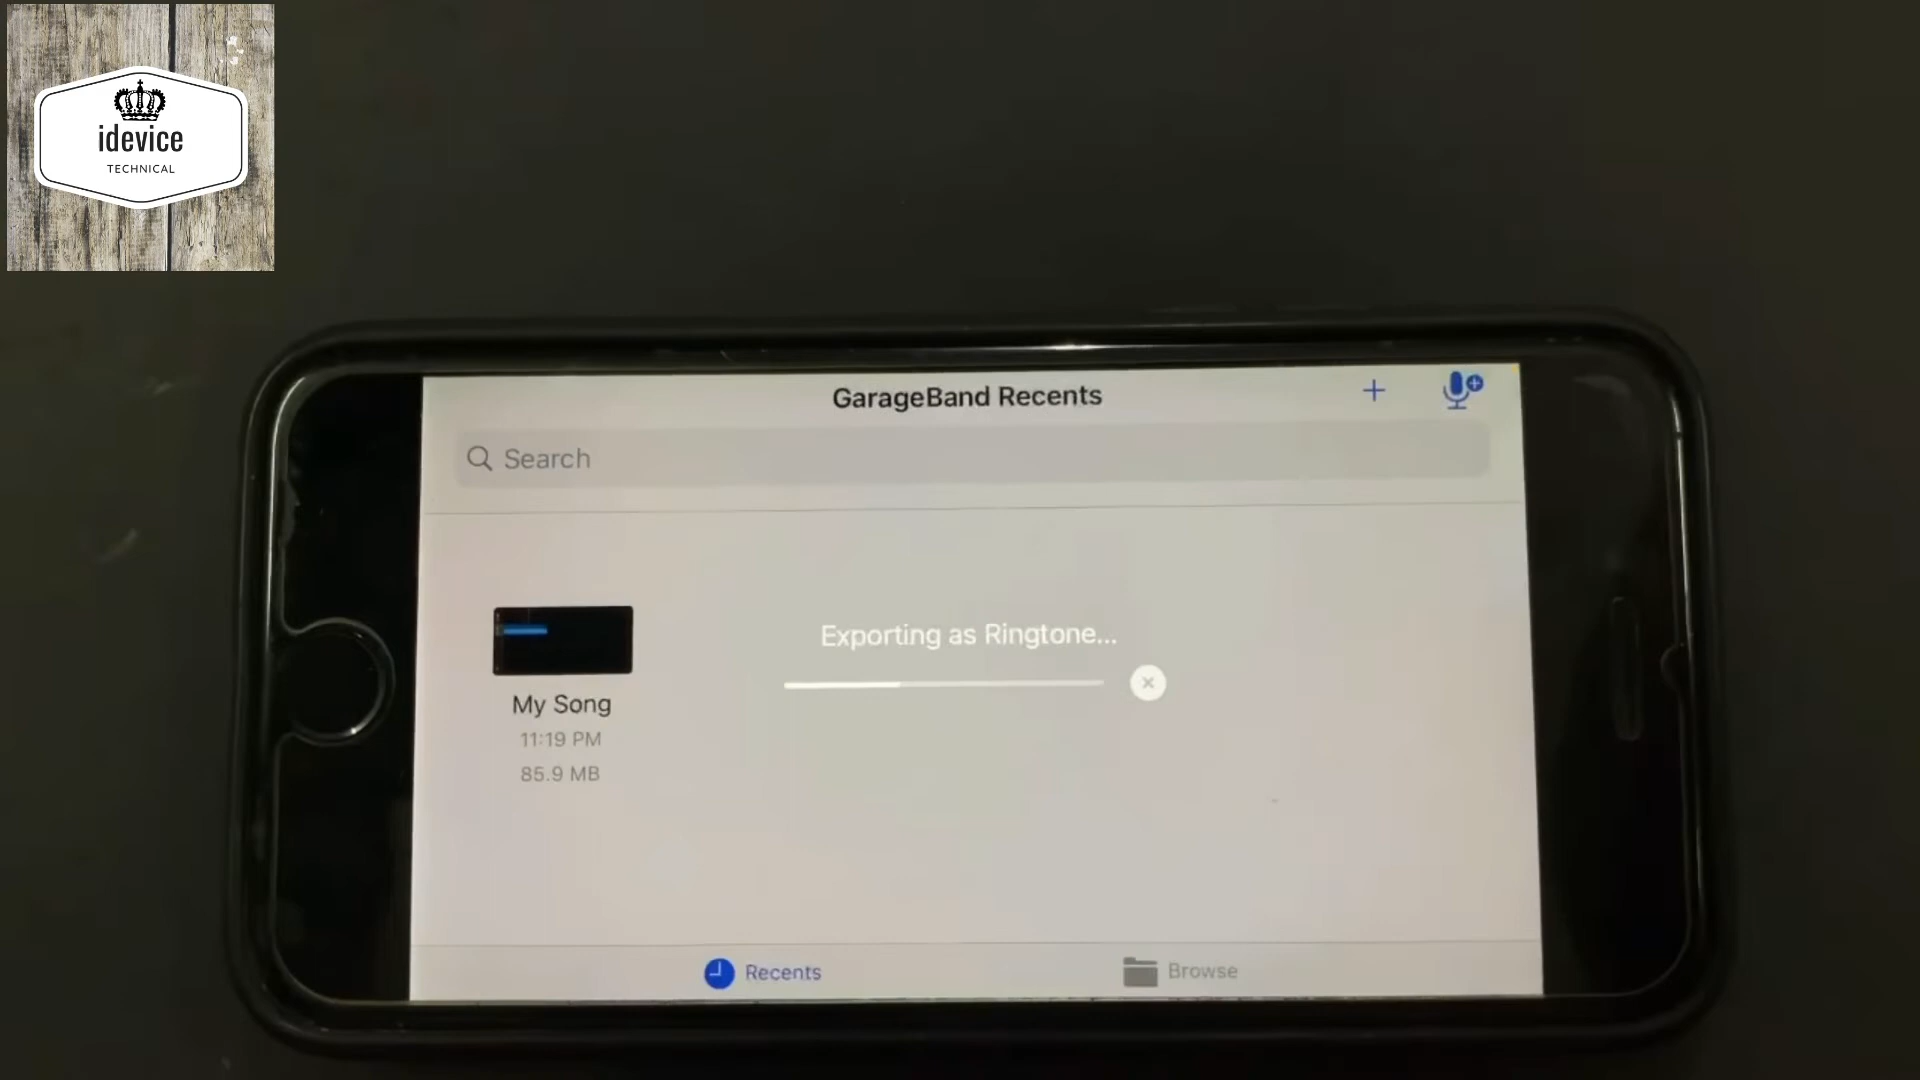 idevice
TECHNICAL
GarageBand Recents
Search
Exporting as Ringtone...
My Song
11:19 PM
85.9 MB
Recents
Browse